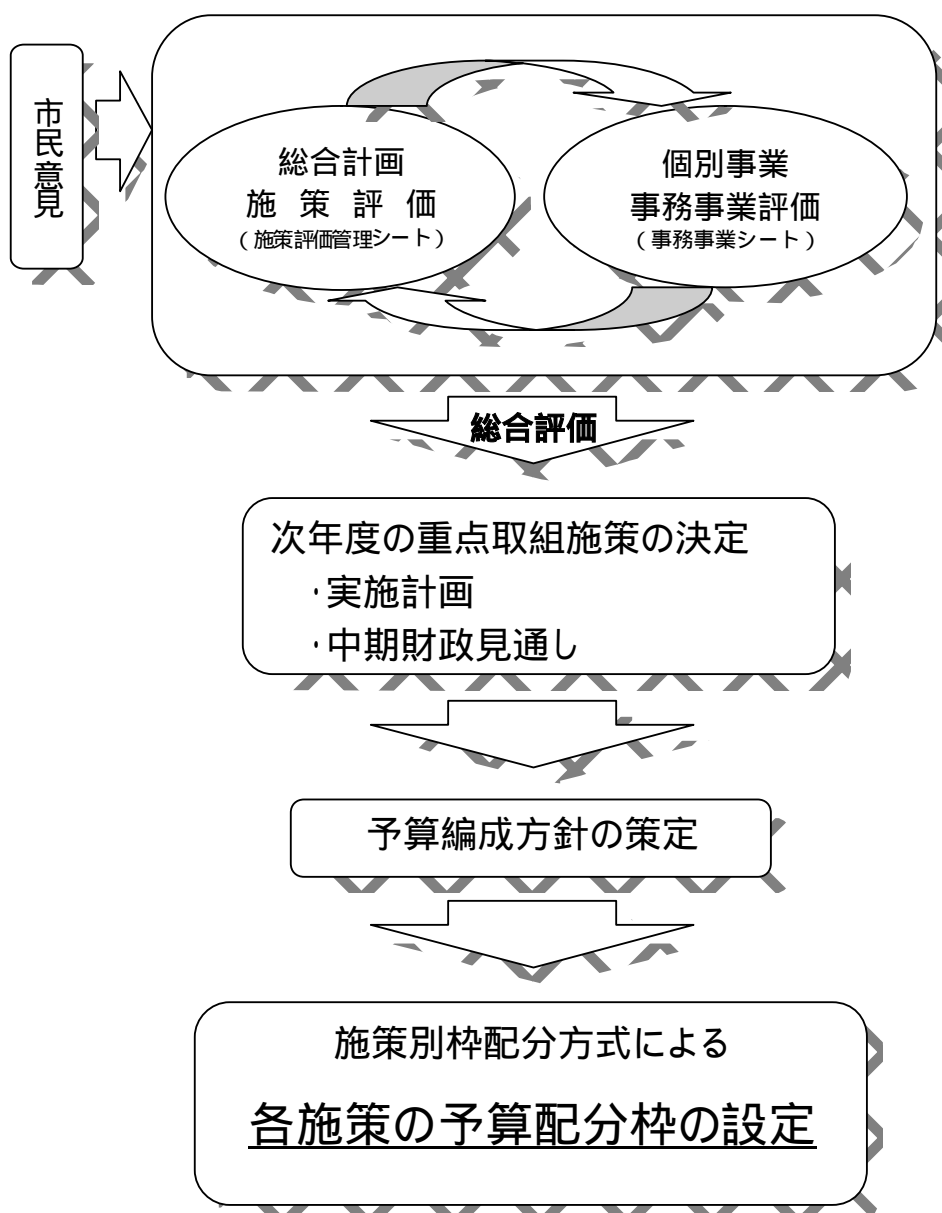 市民意見
総合計画
施 策 評 価
（施策評価管理シート）
個別事業
事務事業評価
（事務事業シート）
総合評価
次年度の重点取組施策の決定
・実施計画
・中期財政見通し
予算編成方針の策定
施策別枠配分方式による
各施策の予算配分枠の設定